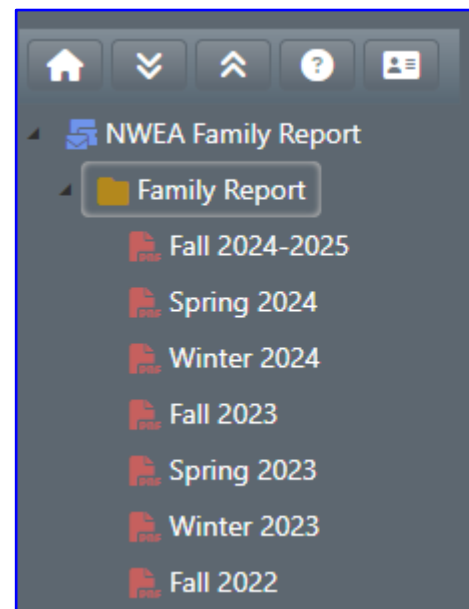 NWEA Family Report
Family Report
Fall 2024-2025
Spring 2024
Winter 2024
Fall 2023
Spring 2023
Winter 2023
Fall 2022